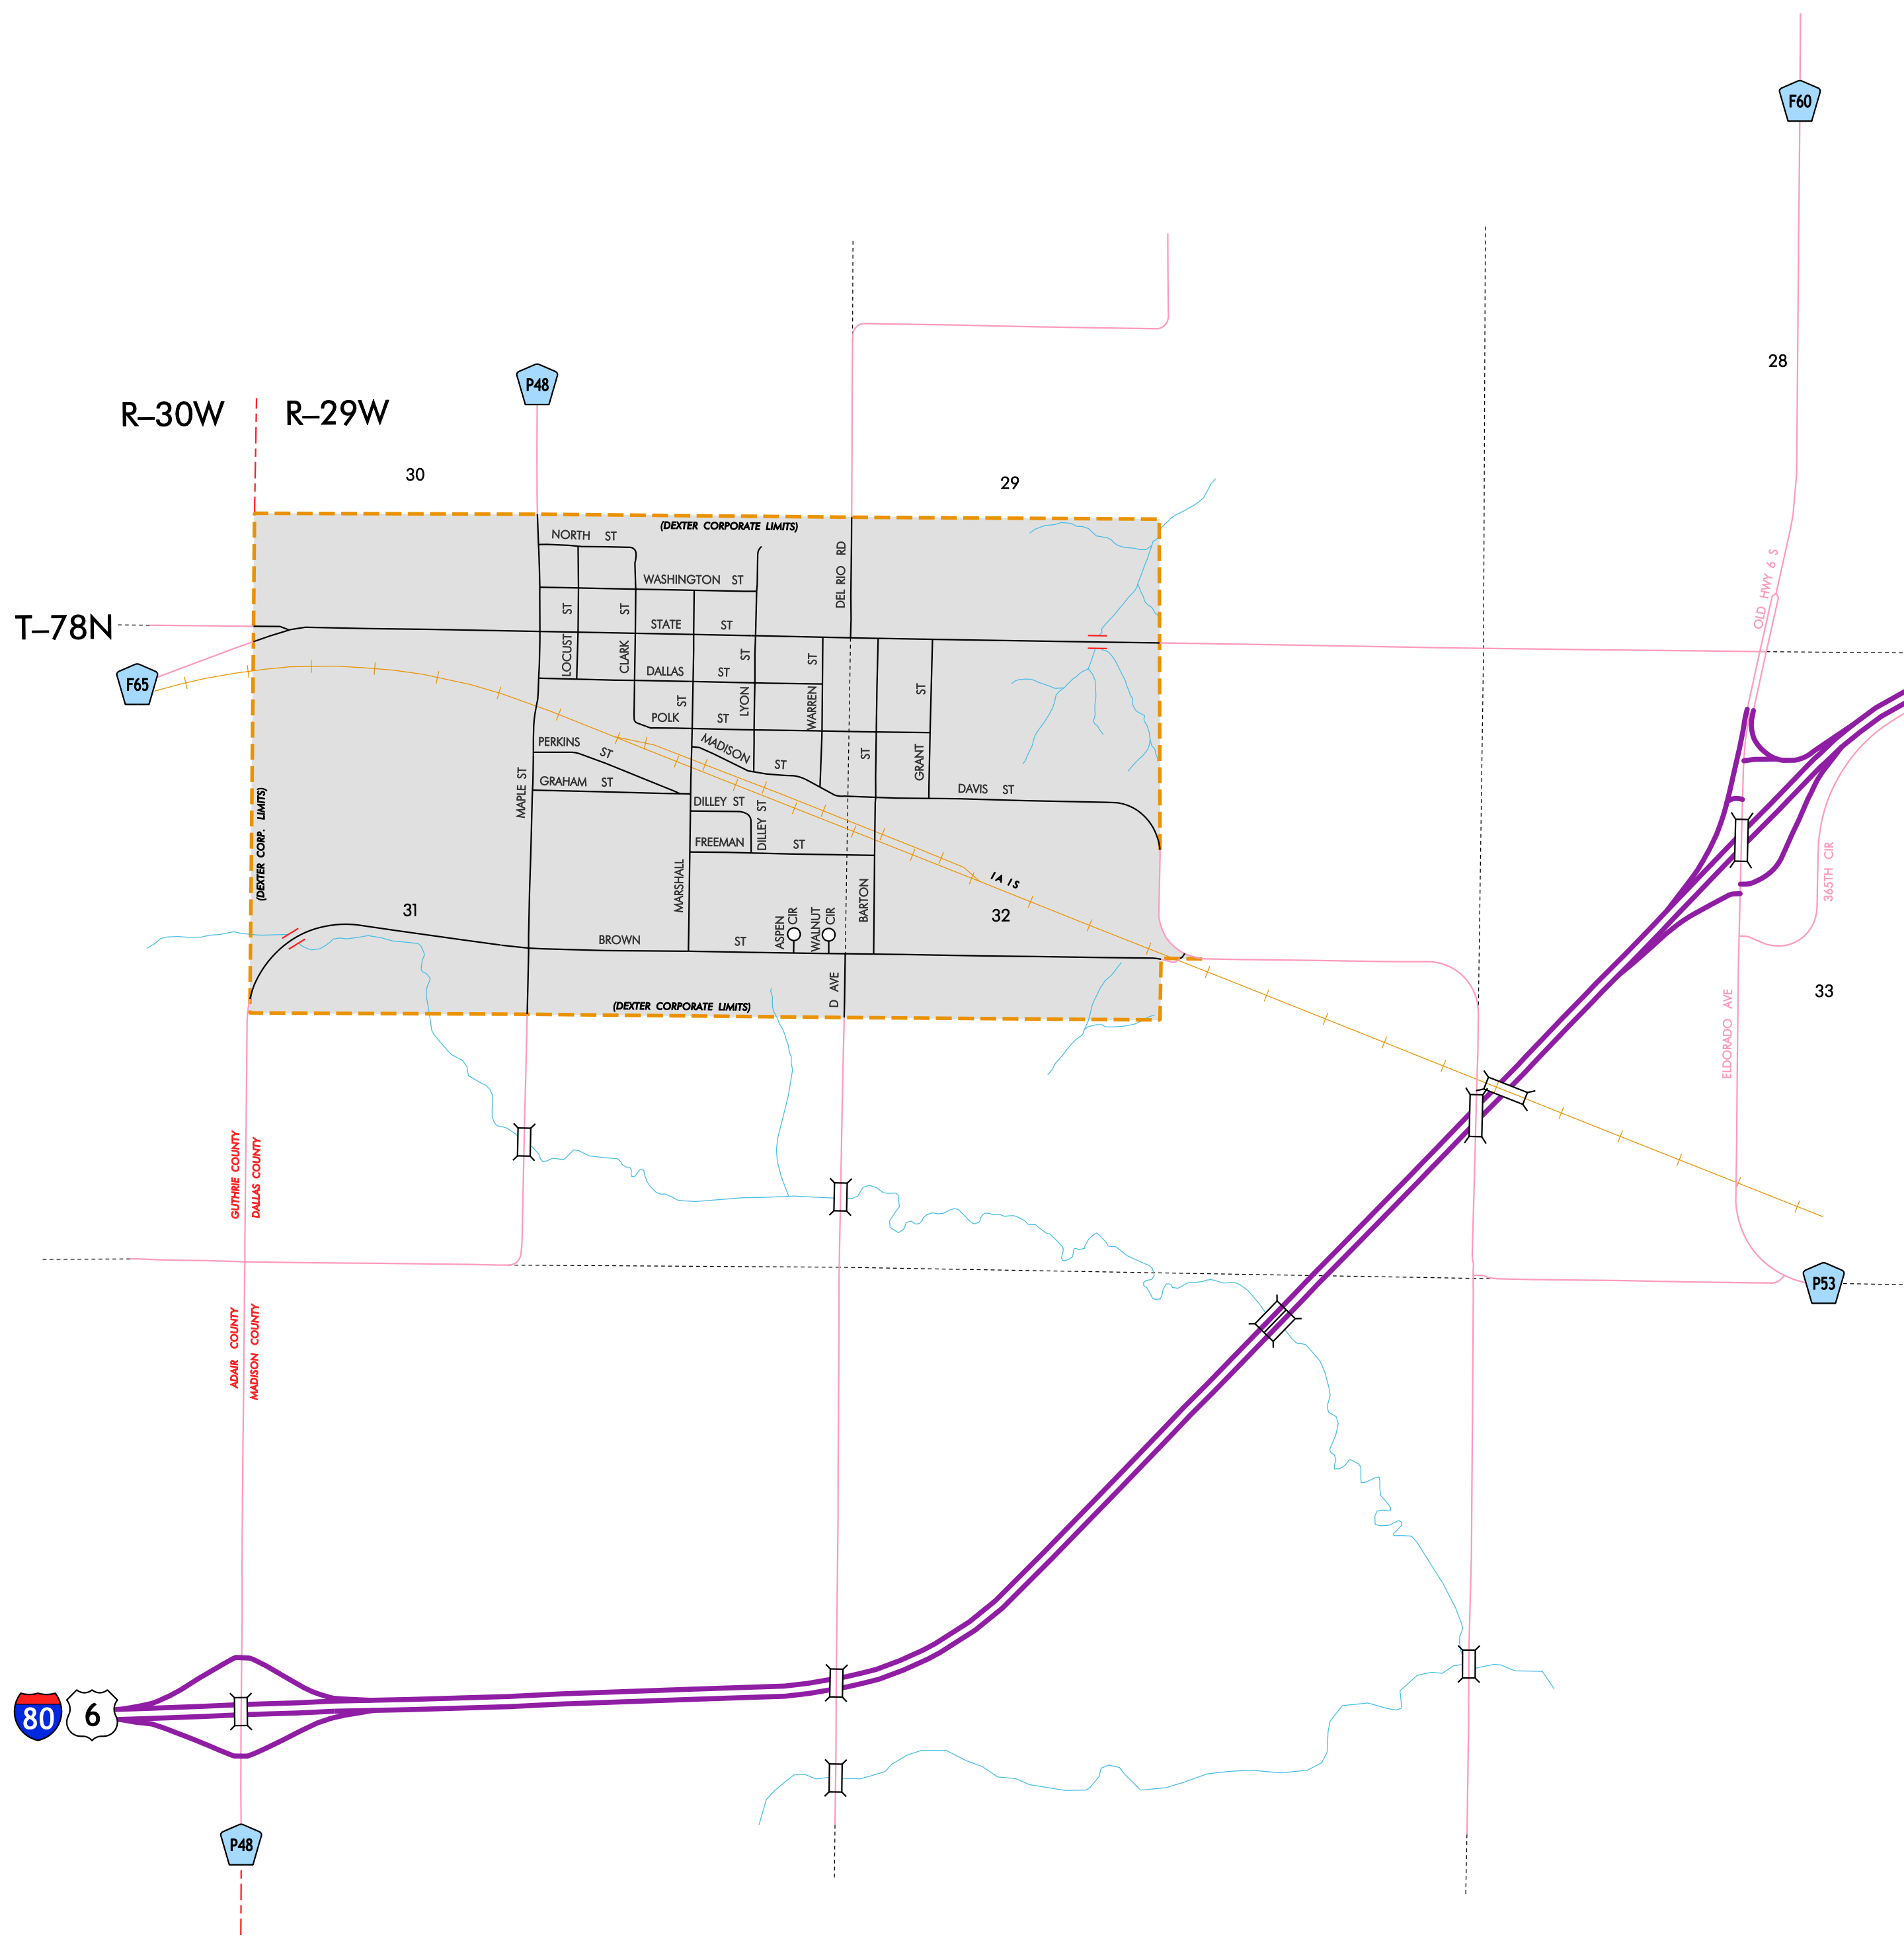 F60
28
P48
R–30W
R–29W
30
29
(DEXTER CORPORATE LIMITS)
NORTH ST
DEL RIO RD
OLD HWY 6 S
WASHINGTON ST
T–78N
STATE ST
LOCUST ST
CLARK ST
DALLAS ST
LYON ST
WARREN ST
F65
POLK ST
GRANT ST
PERKINS ST
MADISON ST
MAPLE ST
GRAHAM ST
DAVIS ST
DILLEY ST
DILLEY ST
FREEMAN ST
(DEXTER CORP. LIMITS)
MARSHALL ST
BARTON ST
IA IS
365TH CIR
31
32
ASPEN CIR
WALNUT CIR
BROWN ST
D AVE
33
ELDORADO AVE
(DEXTER CORPORATE LIMITS)
GUTHRIE COUNTY
DALLAS COUNTY
P53
ADAIR COUNTY
MADISON COUNTY
80
6
P48